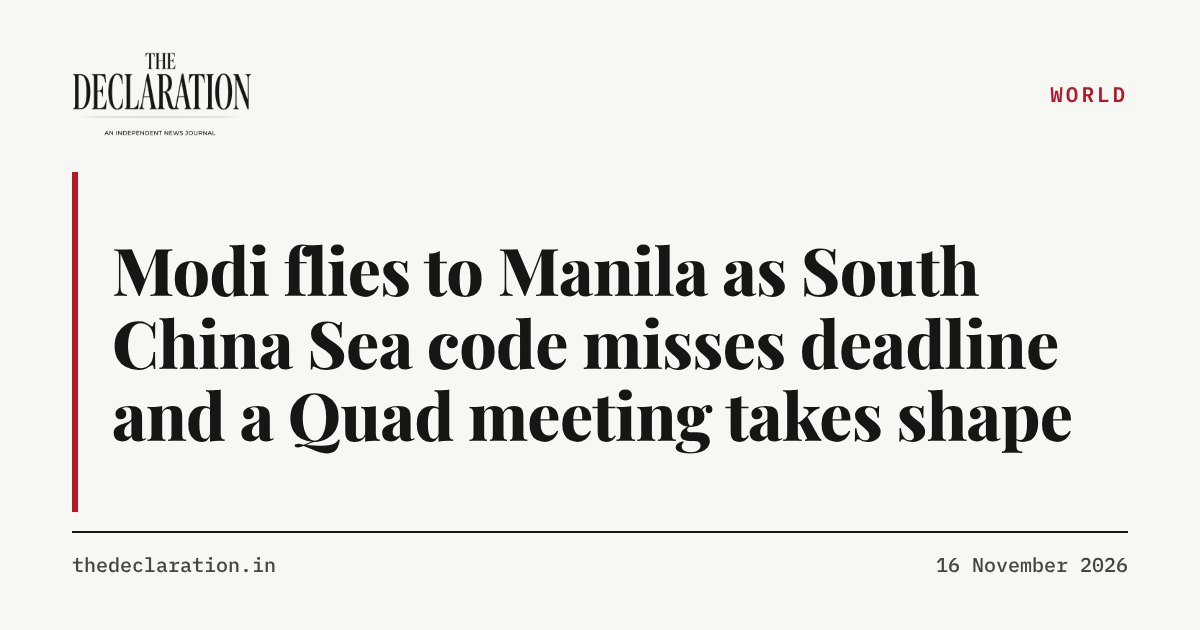 THE
DECLARATION
AN INDEPENDENT NEWS JOURNAL
WORLD
Modi flies to Manila as South
China Sea code misses deadline
and a Quad meeting takes shape
thedeclaration.in
16 November 2026